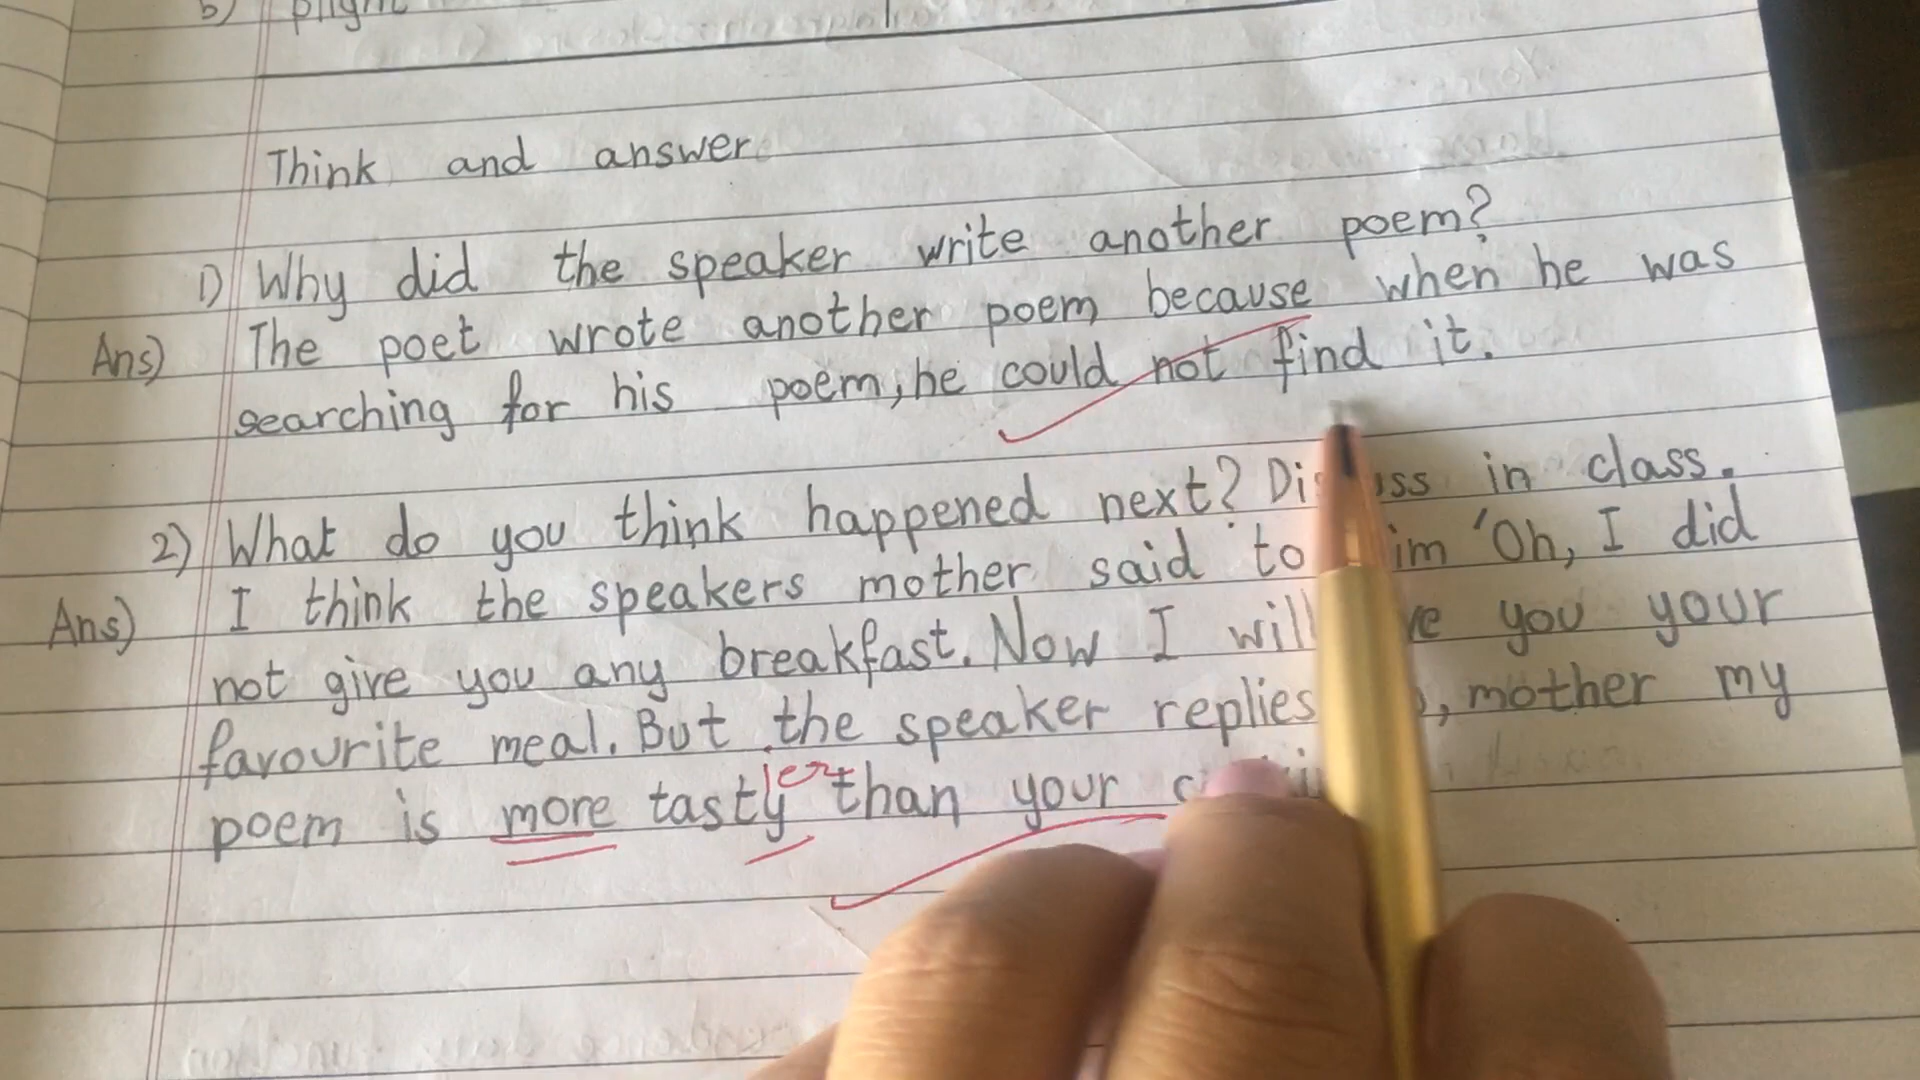 b) plight
Think and answer
1) Why did the speaker write another poem?
Ans) The poet wrote another poem because when he was
searching for his poem, he could not find it.
2) What do you think happened next? in class.
Ans) I think the speakers mother said to 'Oh, I did
not give you any breakfast. Now I will you your
favourite meal. But the speaker replies , mother my
ier
poem is more tasty than your